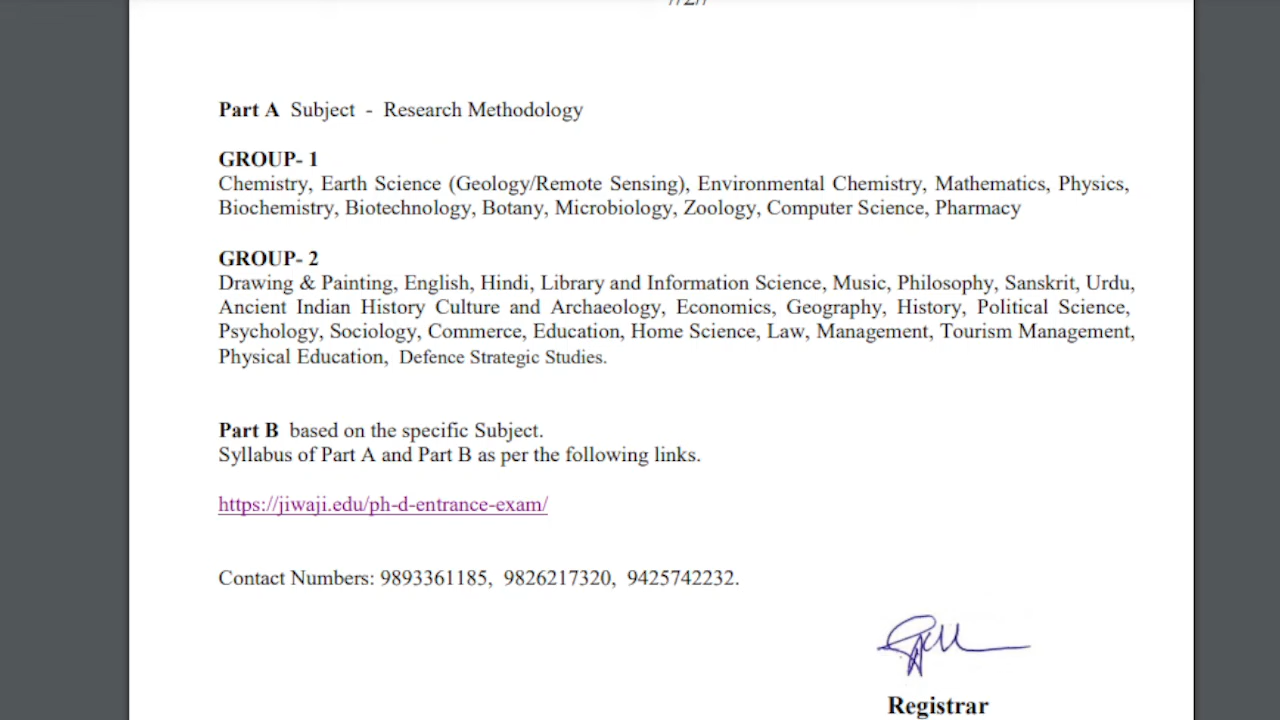 Part A Subject - Research Methodology
GROUP- 1
Chemistry, Earth Science (Geology/Remote Sensing), Environmental Chemistry, Mathematics, Physics,
Biochemistry, Biotechnology, Botany, Microbiology, Zoology, Computer Science, Pharmacy
GROUP- 2
Drawing & Painting, English, Hindi, Library and Information Science, Music, Philosophy, Sanskrit, Urdu,
Ancient Indian History Culture and Archaeology, Economics, Geography, History, Political Science,
Psychology, Sociology, Commerce, Education, Home Science, Law, Management, Tourism Management,
Physical Education, Defence Strategic Studies.
Part B based on the specific Subject.
Syllabus of Part A and Part B as per the following links.
https://jiwaji.edu/ph-d-entrance-exam/
Contact Numbers: 9893361185, 9826217320, 9425742232.
Registrar